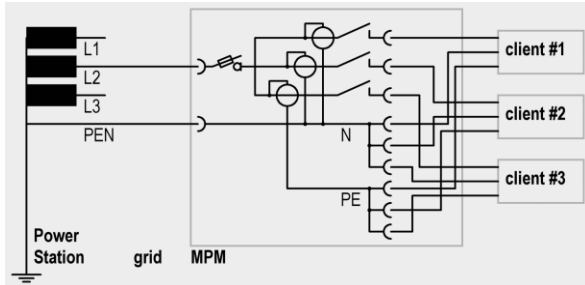 L1
L2
L3
PEN
N
PE
client #1
client #2
client #3
Power
Station
grid
MPM